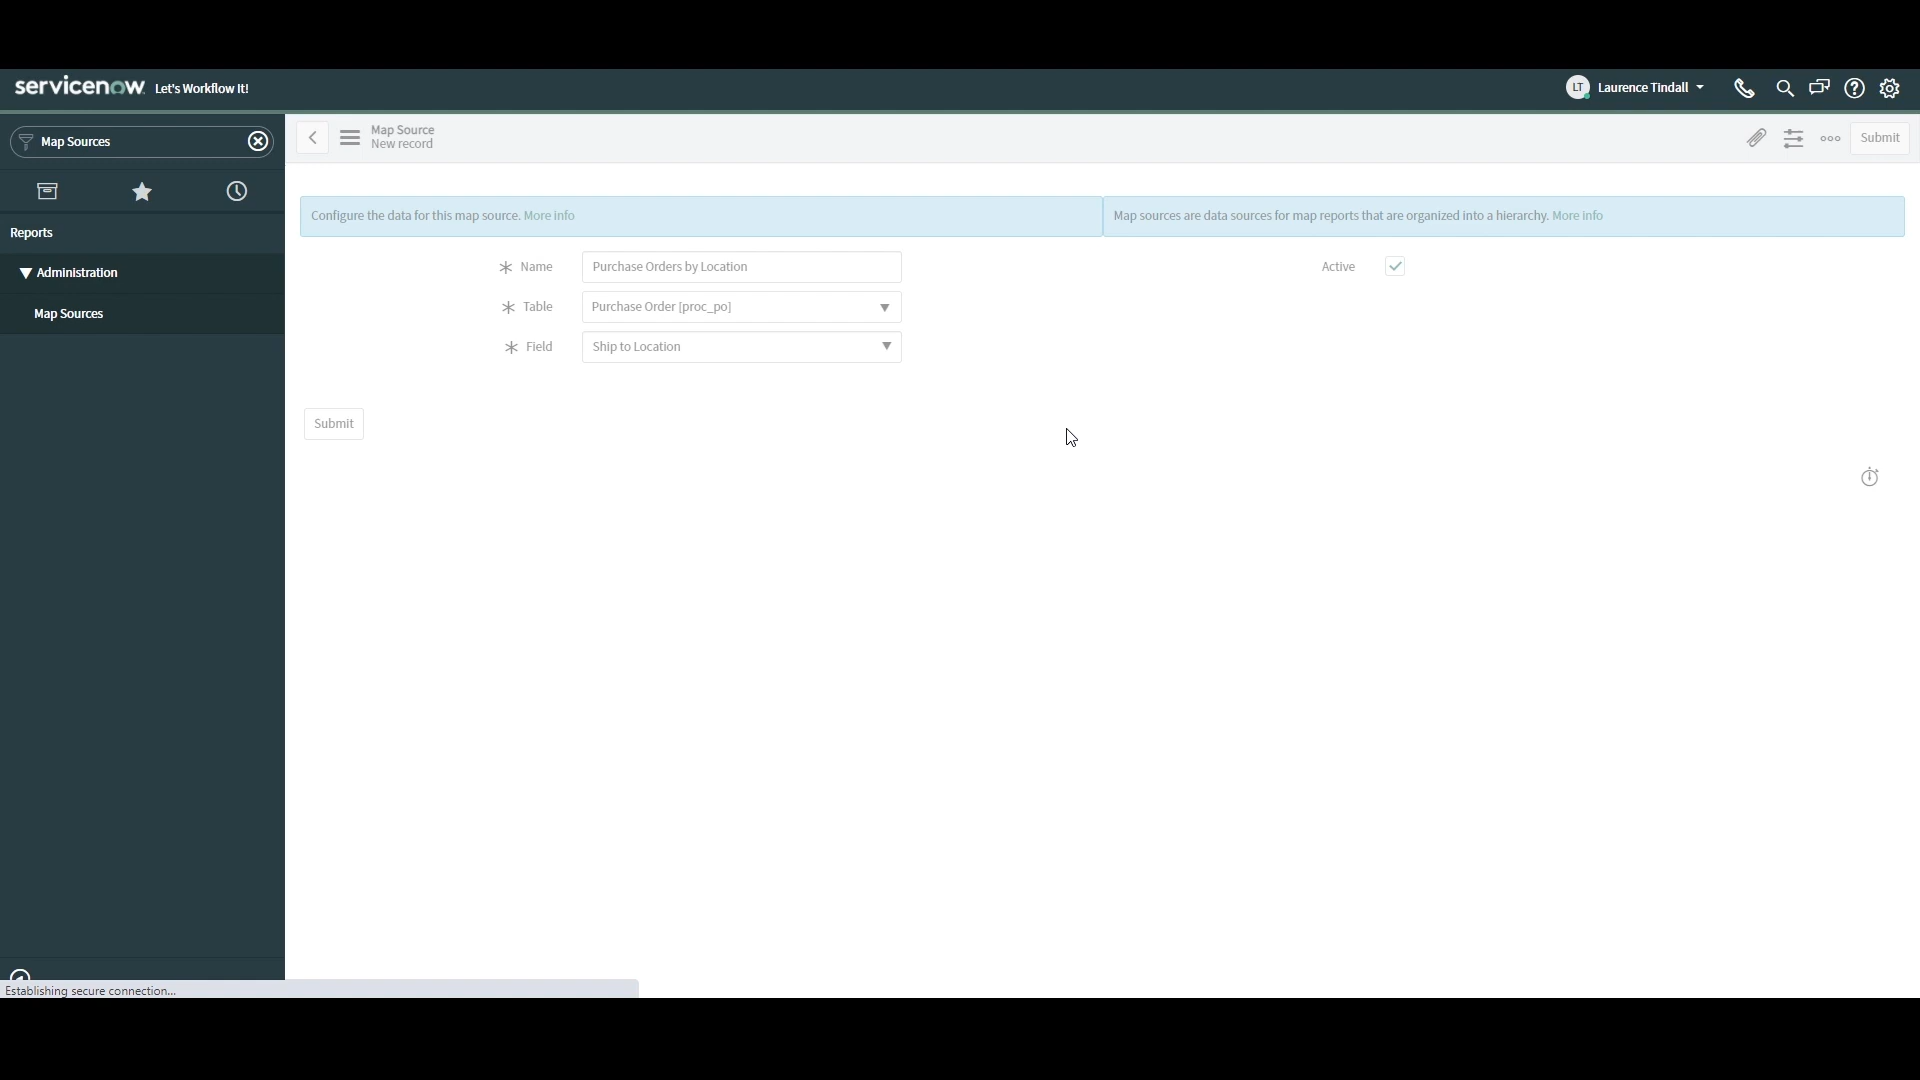 servicenow. Let's Workflow It!
LT Laurence Tindall
Map Sources
Map Source
New record
Submit
Reports
Administration
Map Sources
Configure the data for this map source. More info
Map sources are data sources for map reports that are organized into a hierarchy. More info
Name Purchase Orders by Location
Active
Table Purchase Order [proc_po]
Field Ship to Location
Submit
Establishing secure connection...